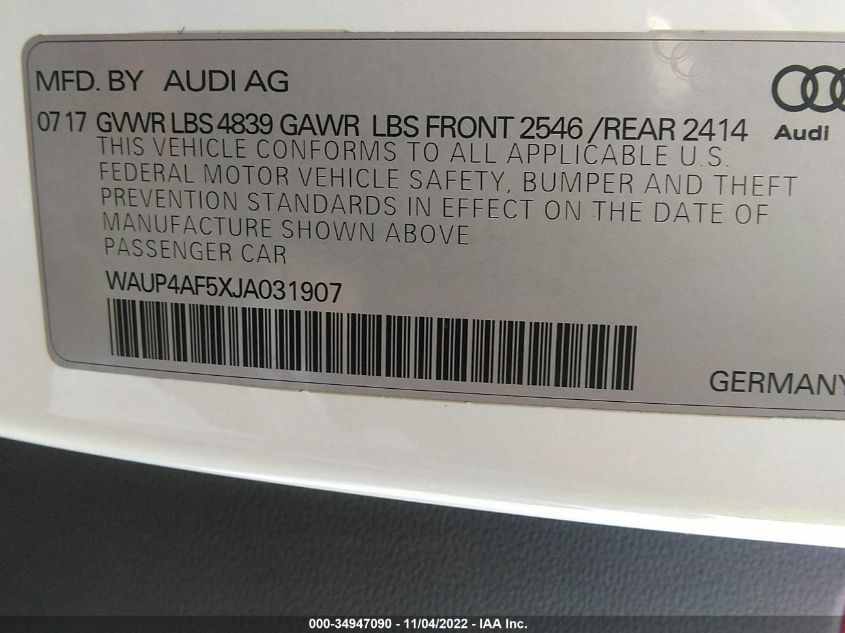 MFD. BY AUDI AG
07 17 GVWR LBS 4839 GAWR LBS FRONT 2546 /REAR 2414
Audi
THIS VEHICLE CONFORMS TO ALL APPLICABLE U.S.
FEDERAL MOTOR VEHICLE SAFETY, BUMPER AND THEFT
PREVENTION STANDARDS IN EFFECT ON THE DATE OF
MANUFACTURE SHOWN ABOVE
PASSENGER CAR
WAUP4AF5XJA031907
GERMANY
000-34947090 - 11/04/2022 - IAA Inc.